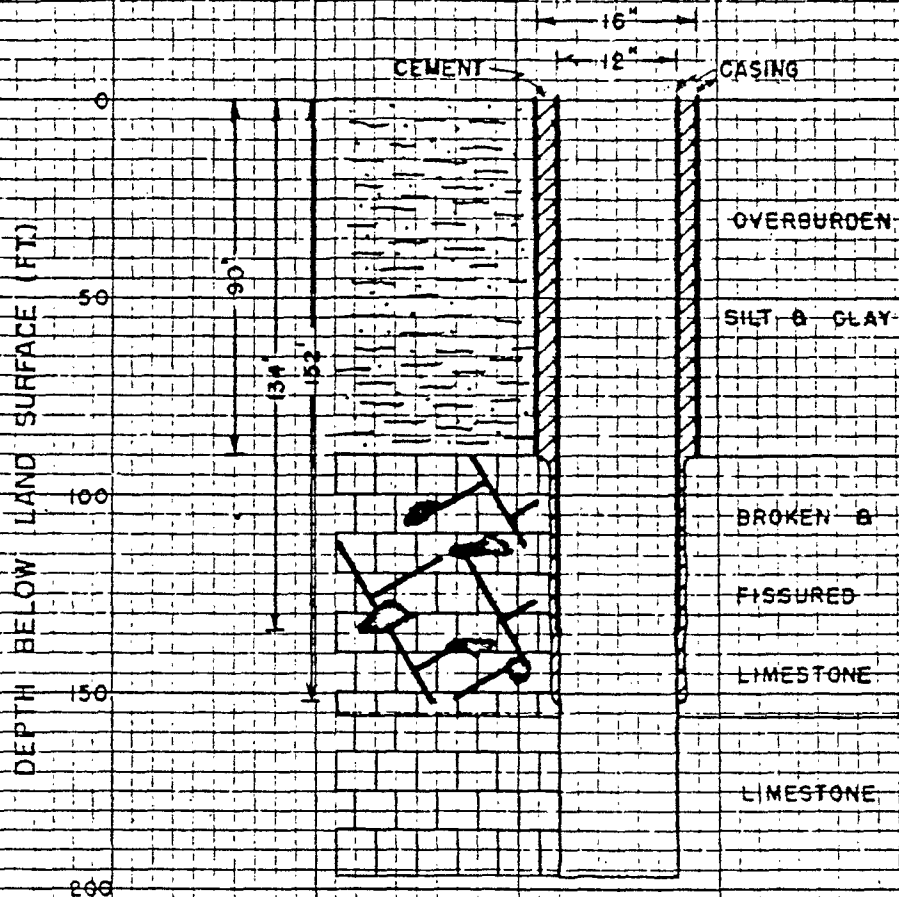 16"
12"
CEMENT
CASING
0
OVERBURDEN
90'
50
SILT & CLAY
134'
152'
DEPTH BELOW LAND SURFACE (FT.)
100
BROKEN &
FISSURED
150
LIMESTONE
LIMESTONE
200